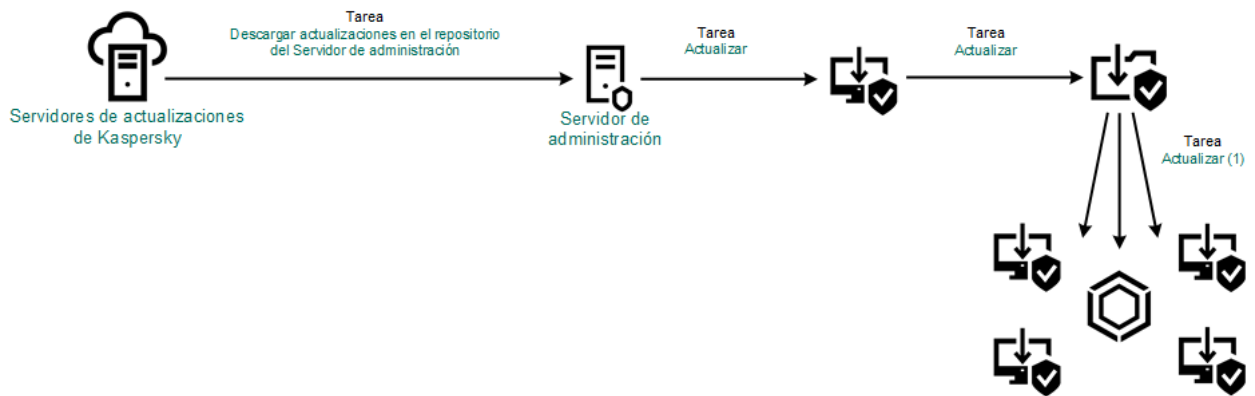 Tarea
Descargar actualizaciones en el repositorio
del Servidor de administración
Servidores de actualizaciones
de Kaspersky
Servidor de
administración
Tarea
Actualizar
Tarea
Actualizar
Tarea
Actualizar (1)